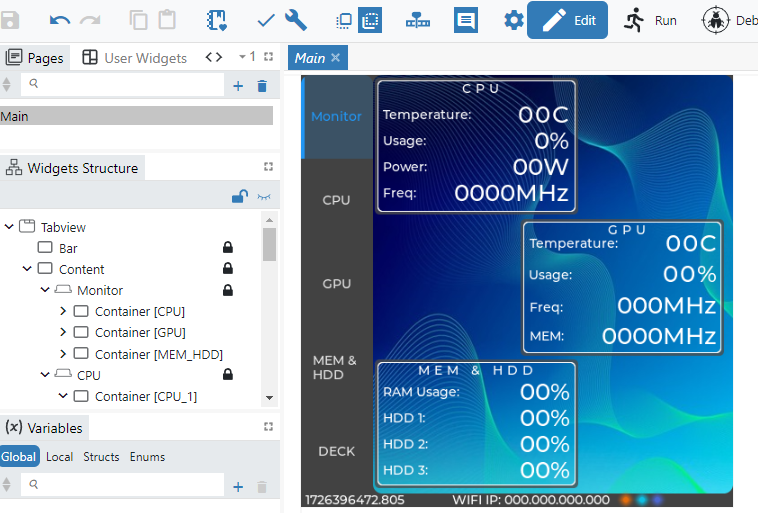 Edit
Run
Deb
Pages
User Widgets
1
Main
Main
Widgets Structure
Tabview
Bar
Content
Monitor
Container [CPU]
Container [GPU]
Container [MEM_HDD]
CPU
Container [CPU_1]
(x) Variables
Global Local Structs Enums
Monitor
CPU
GPU
MEM &
HDD
DECK
CPU
Temperature: 00C
Usage: 0%
Power: 00W
Freq: 0000MHz
GPU
Temperature: 00C
Usage: 00%
Freq: 000MHz
MEM: 0000MHz
MEM & HDD
RAM Usage: 00%
HDD 1: 00%
HDD 2: 00%
HDD 3: 00%
1726396472.805 WIFI IP: 000.000.000.000